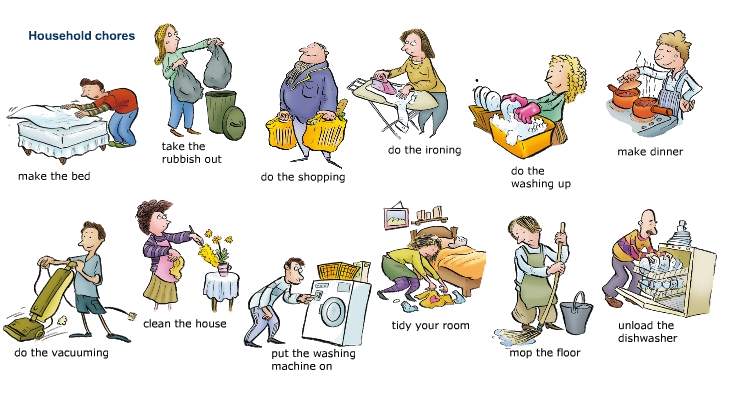 Household chores
make the bed
take the
rubbish out
do the shopping
do the ironing
do the
washing up
make dinner
do the vacuuming
clean the house
put the washing
machine on
tidy your room
mop the floor
unload the
dishwasher